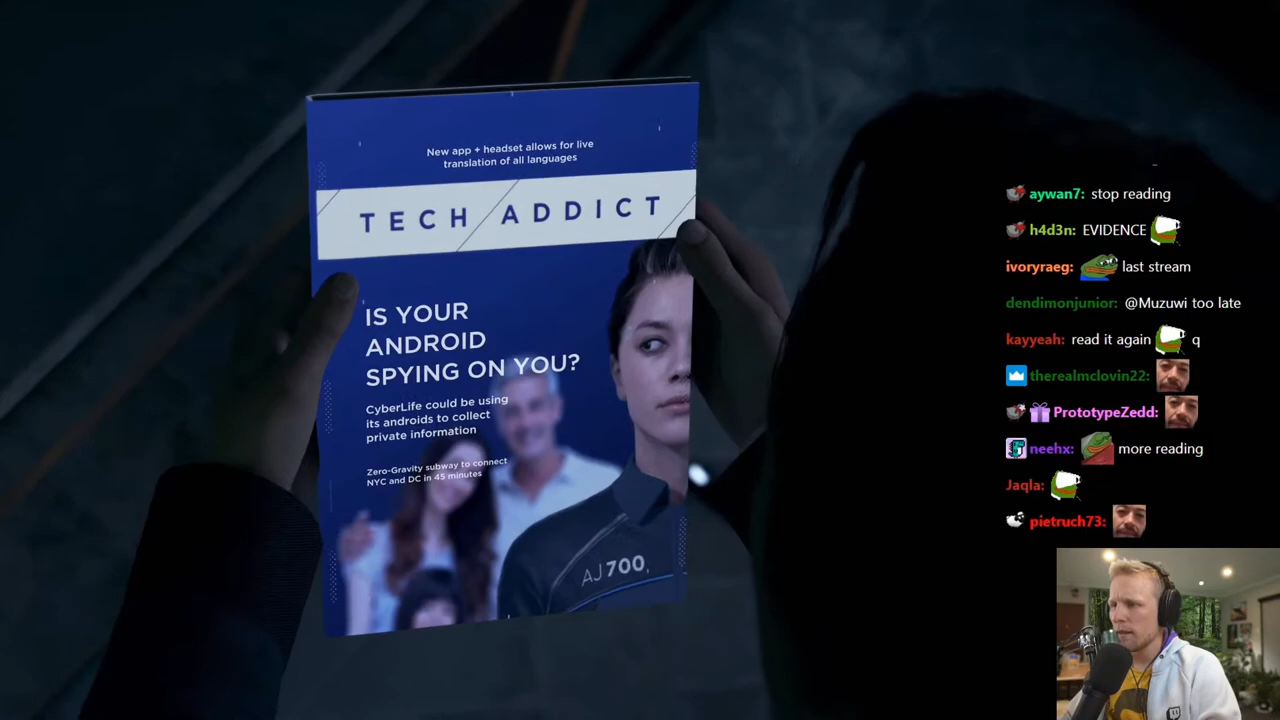 New app + headset allows for live
translation of all languages
TECH ADDICT
IS YOUR
ANDROID
SPYING ON YOU?
CyberLife could be using
its androids to collect
private information
Zero-Gravity subway to connect
NYC and DC in 45 minutes
AJ700
aywan7: stop reading
h4d3n: EVIDENCE
ivoryraeg: last stream
dendimonjunior: @Muzuwi too late
kayyeah: read it again q
therealmclovin22:
PrototypeZedd:
neehx: more reading
Jaqla:
pietruch73: